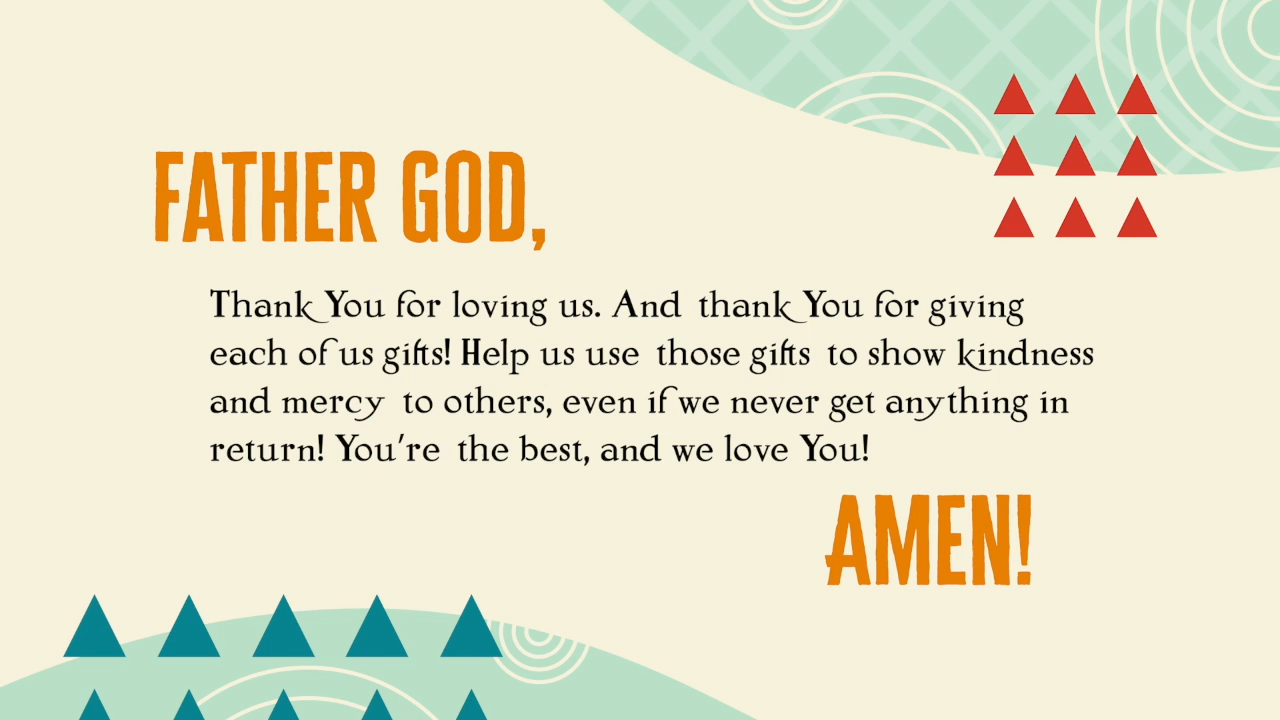 FATHER GOD,
Thank You for loving us. And thank You for giving
each of us gifts! Help us use those gifts to show kindness
and mercy to others, even if we never get anything in
return! You're the best, and we love You!
AMEN!